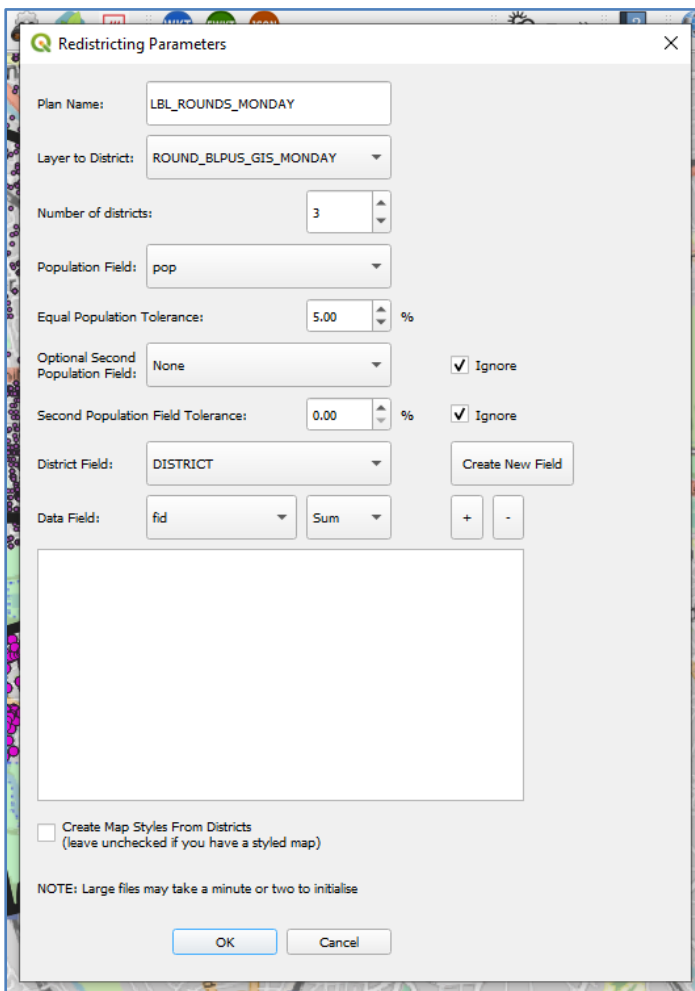 Redistricting Parameters
Plan Name: LBL_ROUNDS_MONDAY
Layer to District: ROUND_BLPUS_GIS_MONDAY
Number of districts: 3
Population Field: pop
Equal Population Tolerance: 5.00 %
Optional Second
Population Field: None Ignore
Second Population Field Tolerance: 0.00 % Ignore
District Field: DISTRICT Create New Field
Data Field: fid Sum + -
Create Map Styles From Districts
(leave unchecked if you have a styled map)
NOTE: Large files may take a minute or two to initialise
OK Cancel